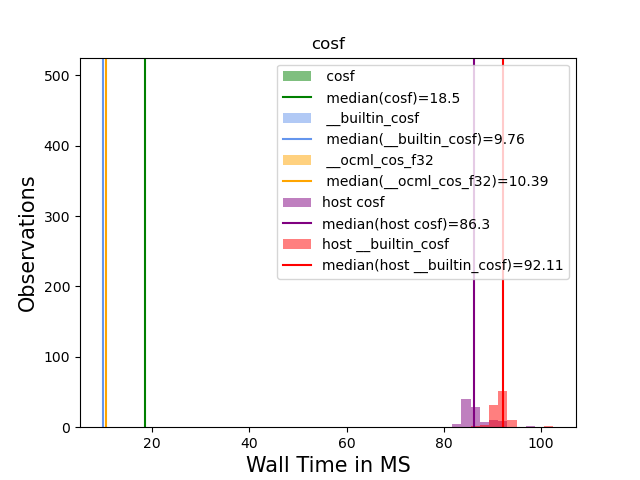 cosf
500
400
300
200
100
0
Observations
cosf
median(cosf)=18.5
__builtin_cosf
median(__builtin_cosf)=9.76
__ocml_cos_f32
median(__ocml_cos_f32)=10.39
host cosf
median(host cosf)=86.3
host __builtin_cosf
median(host __builtin_cosf)=92.11
20 40 60 80 100
Wall Time in MS